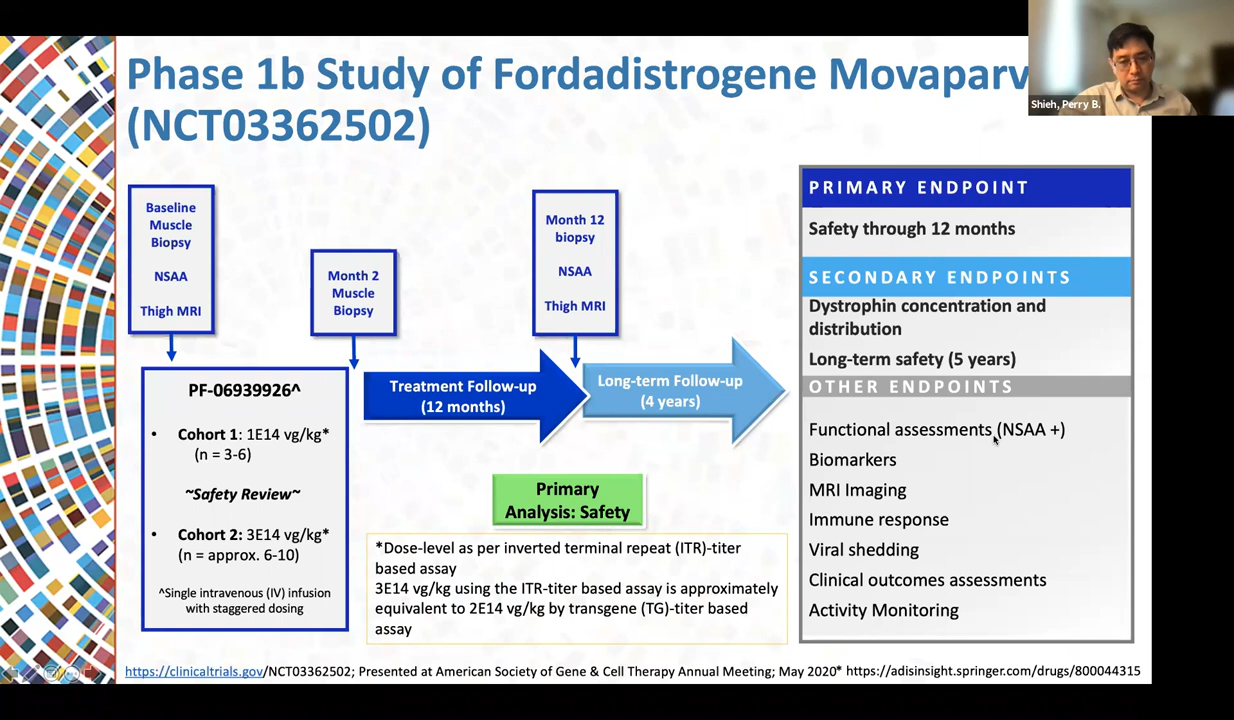 Phase 1b Study of Fordadistrogene Movaparv
(NCT03362502)
Shieh, Perry B.
Baseline
Muscle
Biopsy
NSAA
Thigh MRI
Month 2
Muscle
Biopsy
Month 12
biopsy
NSAA
Thigh MRI
PF-06939926^
• Cohort 1: 1E14 vg/kg*
(n = 3-6)
~Safety Review~
• Cohort 2: 3E14 vg/kg*
(n = approx. 6-10)
^Single intravenous (IV) infusion
with staggered dosing
Treatment Follow-up
(12 months)
Long-term Follow-up
(4 years)
Primary
Analysis: Safety
*Dose-level as per inverted terminal repeat (ITR)-titer
based assay
3E14 vg/kg using the ITR-titer based assay is approximately
equivalent to 2E14 vg/kg by transgene (TG)-titer based
assay
PRIMARY ENDPOINT
Safety through 12 months
SECONDARY ENDPOINTS
Dystrophin concentration and
distribution
Long-term safety (5 years)
OTHER ENDPOINTS
Functional assessments (NSAA +)
Biomarkers
MRI Imaging
Immune response
Viral shedding
Clinical outcomes assessments
Activity Monitoring
https://clinicaltrials.gov/NCT03362502; Presented at American Society of Gene & Cell Therapy Annual Meeting; May 2020* https://adisinsight.springer.com/drugs/800044315